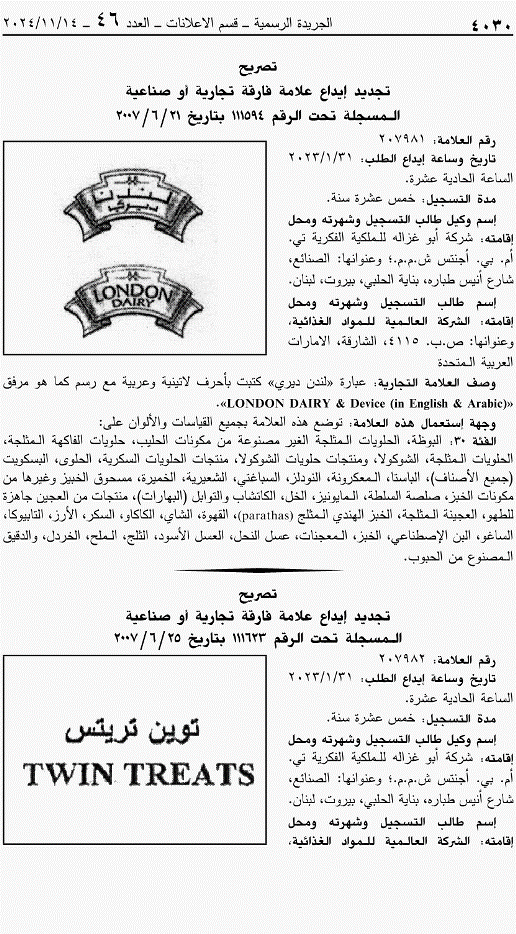 ٤٠٣٠ الجريدة الرسمية ـ قسم الاعلانات ـ العدد ٤٦ ـ ٢٠٢٤/١١/١٤
تصريح
تجديد إيداع علامة فارقة تجارية أو صناعية
المسجلة تحت الرقم ١١١٥٩٤ بتاريخ ٢٠٠٧/٦/٢١
رقم العلامة: ٢٠٧٩٨١
تاريخ وساعة إيداع الطلب: ٢٠٢٣/١/٣١
الساعة الحادية عشرة.
مدة التسجيل: خمس عشرة سنة.
إسم وكيل طالب التسجيل وشهرته ومحل
إقامته: شركة أبو غزاله للملكية الفكرية تي.
أم. بي. أجنتس ش.م.م.؛ وعنوانها: الصنائع،
شارع أنيس طباره، بناية الحلبي، بيروت، لبنان.
إسم طالب التسجيل وشهرته ومحل
إقامته: الشركة العالمية للمواد الغذائية،
وعنوانها: ص.ب. ٤١١٥، الشارقة، الامارات
العربية المتحدة
لندن
ديري
LONDON
DAIRY
وصف العلامة التجارية: عبارة «لندن ديري» كتبت بأحرف لاتينية وعربية مع رسم كما هو مرفق
«LONDON DAIRY & Device (in English & Arabic)».
وجهة إستعمال هذه العلامة: توضع هذه العلامة بجميع القياسات والألوان على:
الفئة ٣٠: البوظة، الحلويات المثلجة الغير مصنوعة من مكونات الحليب، حلويات الفاكهة المثلجة،
الحلويات المثلجة، الشوكولا، ومنتجات حلويات الشوكولا، منتجات الحلويات السكرية، الحلوى، البسكويت
(جميع الأصناف)، الباستا، المعكرونة، النودلز، السباغتي، الشعيرية، الخميرة، مسحوق الخبيز وغيرها من
مكونات الخبز، صلصة السلطة، المايونيز، الخل، الكاتشاب والتوابل (البهارات)، منتجات من العجين جاهزة
للطهو، العجينة المثلجة، الخبز الهندي المثلج (parathas)، القهوة، الشاي، الكاكاو، السكر، الأرز، التابيوكا،
الساغو، البن الإصطناعي، الخبز، المعجنات، عسل النحل، العسل الأسود، الثلج، الملح، الخردل، والدقيق
المصنوع من الحبوب.
تصريح
تجديد إيداع علامة فارقة تجارية أو صناعية
المسجلة تحت الرقم ١١١٦٢٣ بتاريخ ٢٠٠٧/٦/٢٥
رقم العلامة: ٢٠٧٩٨٢
تاريخ وساعة إيداع الطلب: ٢٠٢٣/١/٣١
الساعة الحادية عشرة.
مدة التسجيل: خمس عشرة سنة.
إسم وكيل طالب التسجيل وشهرته ومحل
إقامته: شركة أبو غزاله للملكية الفكرية تي.
أم. بي. أجنتس ش.م.م.؛ وعنوانها: الصنائع،
شارع أنيس طباره، بناية الحلبي، بيروت، لبنان.
إسم طالب التسجيل وشهرته ومحل
إقامته: الشركة العالمية للمواد الغذائية،
توين تريتس
TWIN TREATS